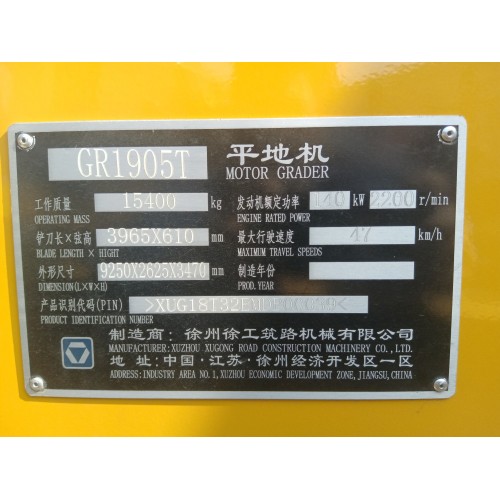 GR1905T 平地机
MOTOR GRADER
工作质量 15400 kg 发动机额定功率 kW 2200 r/min
OPERATING MASS ENGINE RATED POWER
铲刀长×弦高 3965X610 mm 最大行驶速度 47 km/h
BLADE LENGTH × HIGHT MAXIMUM TRAVEL SPEEDS
外形尺寸 9250X2625X3470 mm 制造年份
DIMENSION(L×W×H) PROD. YEAR
产品识别代码(PIN)
PRODUCT IDENTIFICATION NUMBER
制造商：徐州徐工筑路机械有限公司
MANUFACTURER:XUZHOU XUGONG ROAD CONSTRUCTION MACHINERY CO., LTD.
地 址：中国·江苏·徐州经济开发区一区
ADDRESS:INDUSTRY AREA NO.1,XUZHOU ECONOMIC DEVELOPMENT ZONE,JIANGSU,CHINA